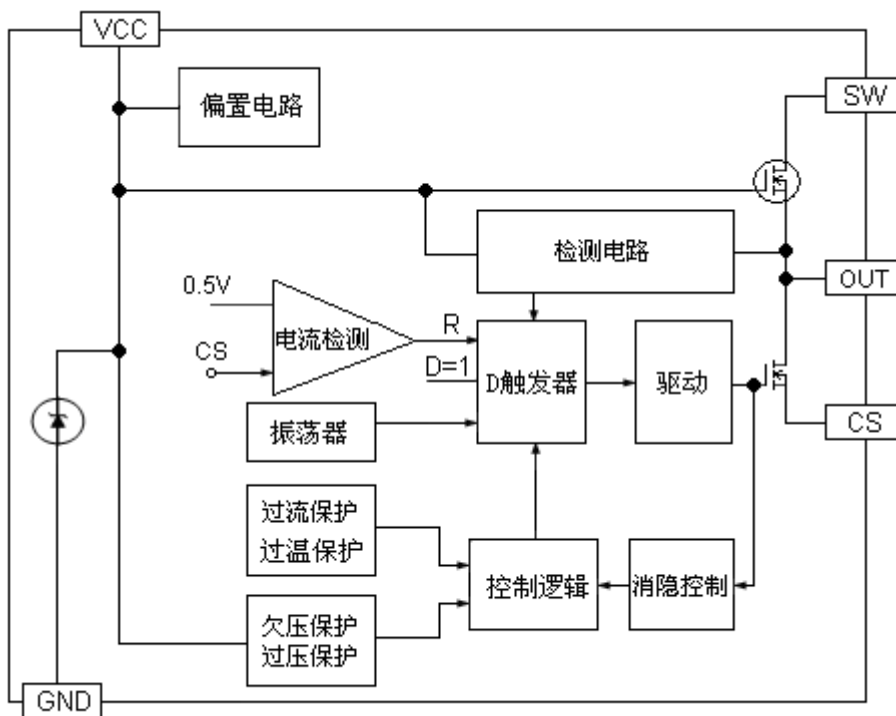 VCC
偏置电路
SW
检测电路
OUT
0.5V
电流检测
R
CS
D=1
D触发器
驱动
CS
振荡器
过流保护
过温保护
控制逻辑
消隐控制
欠压保护
过压保护
GND